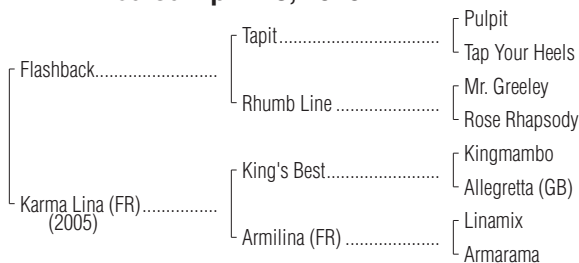 Pulpit
Tapit
Tap Your Heels
Flashback
Mr. Greeley
Rhumb Line
Rose Rhapsody
Kingmambo
King's Best
Allegretta (GB)
Karma Lina (FR)
(2005)
Linamix
Armilina (FR)
Armarama